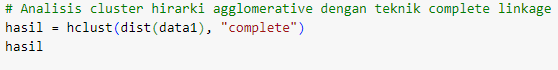 # Analisis cluster hirarki agglomerative dengan teknik complete linkage
hasil = hclust(dist(data1), "complete")
hasil